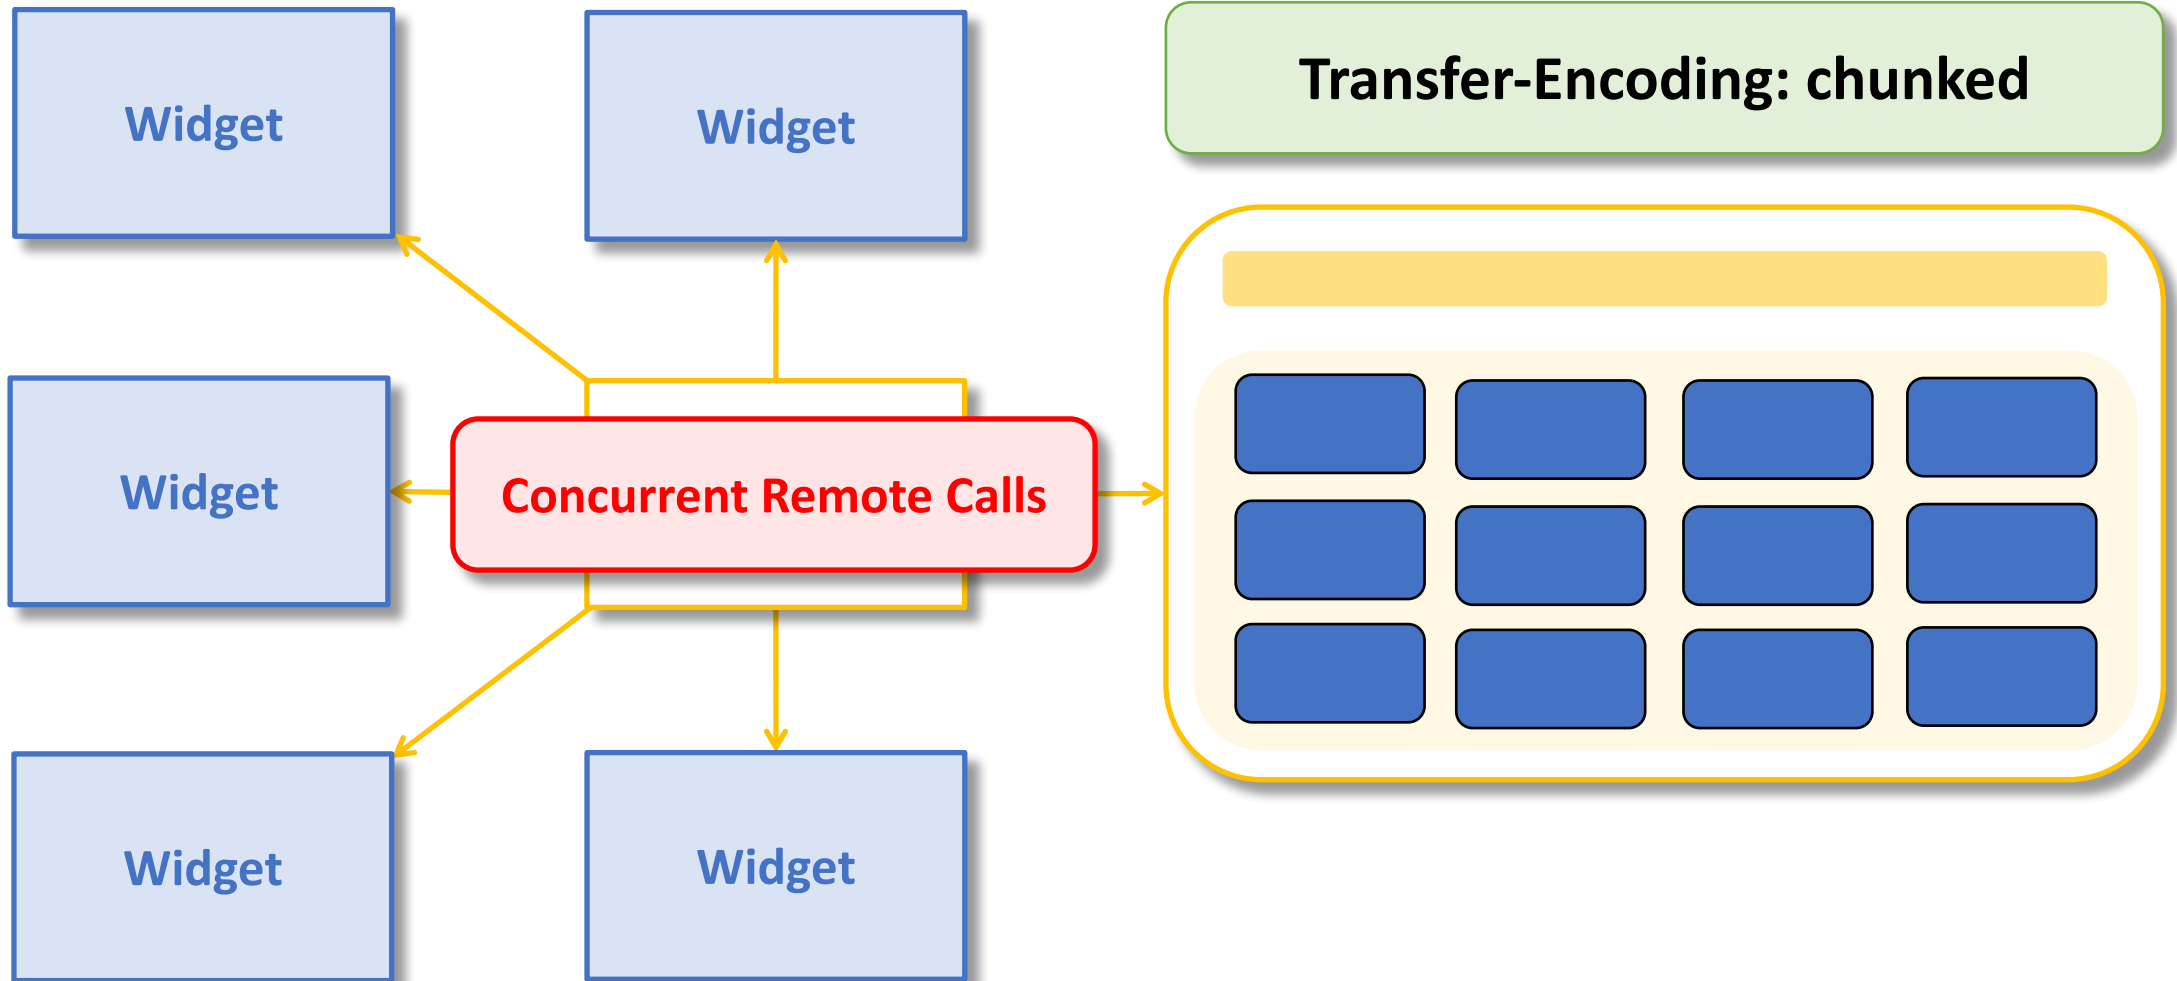 Widget
Widget
Transfer-Encoding: chunked
Widget
Concurrent Remote Calls
Widget
Widget